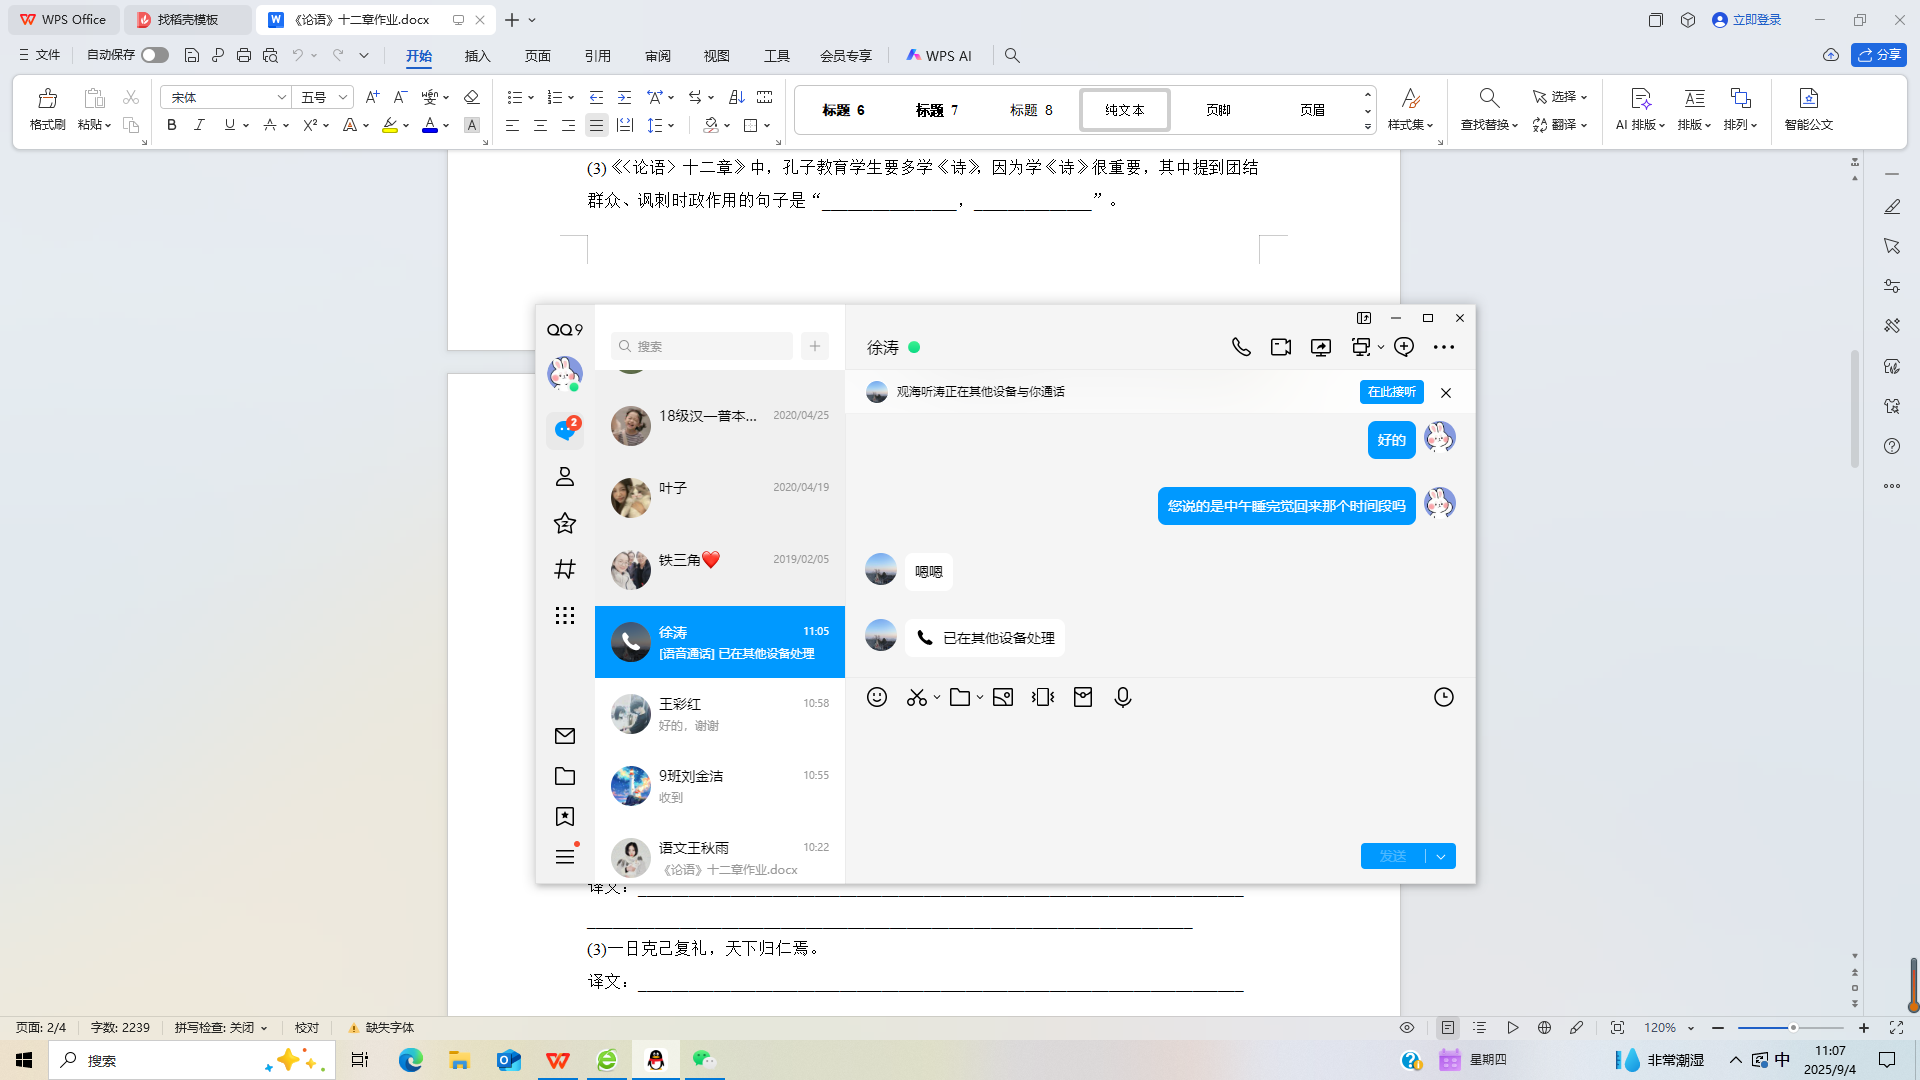 WPS Office
找稻壳模板
《论语》十二章作业.docx
立即登录
文件
自动保存
开始
插入
页面
引用
审阅
视图
工具
会员专享
WPS AI
分享
格式刷
粘贴
宋体
五号
标题 6
标题 7
标题 8
纯文本
页脚
页眉
样式集
查找替换
选择
翻译
AI 排版
排版
排列
智能公文
(3)《〈论语〉十二章》中，孔子教育学生要多学《诗》，因为学《诗》很重要，其中提到团结
群众、讽刺时政作用的句子是“________________，______________”。
QQ9
搜索
2
18级汉一普本...
2020/04/25
叶子
2020/04/19
铁三角❤️
2019/02/05
徐涛
11:05
[语音通话] 已在其他设备处理
王彩红
10:58
好的，谢谢
9班刘金洁
10:55
收到
语文王秋雨
10:22
《论语》十二章作业.docx
徐涛
观海听涛正在其他设备与你通话
在此接听
好的
您说的是中午睡完觉回来那个时间段吗
嗯嗯
已在其他设备处理
发送
译文：________________________________________________________________________
________________________________________________________________________
(3)一日克己复礼，天下归仁焉。
译文：________________________________________________________________________
页面: 2/4
字数: 2239
拼写检查: 关闭
校对
缺失字体
120%
搜索
星期四
非常潮湿
中
11:07
2025/9/4